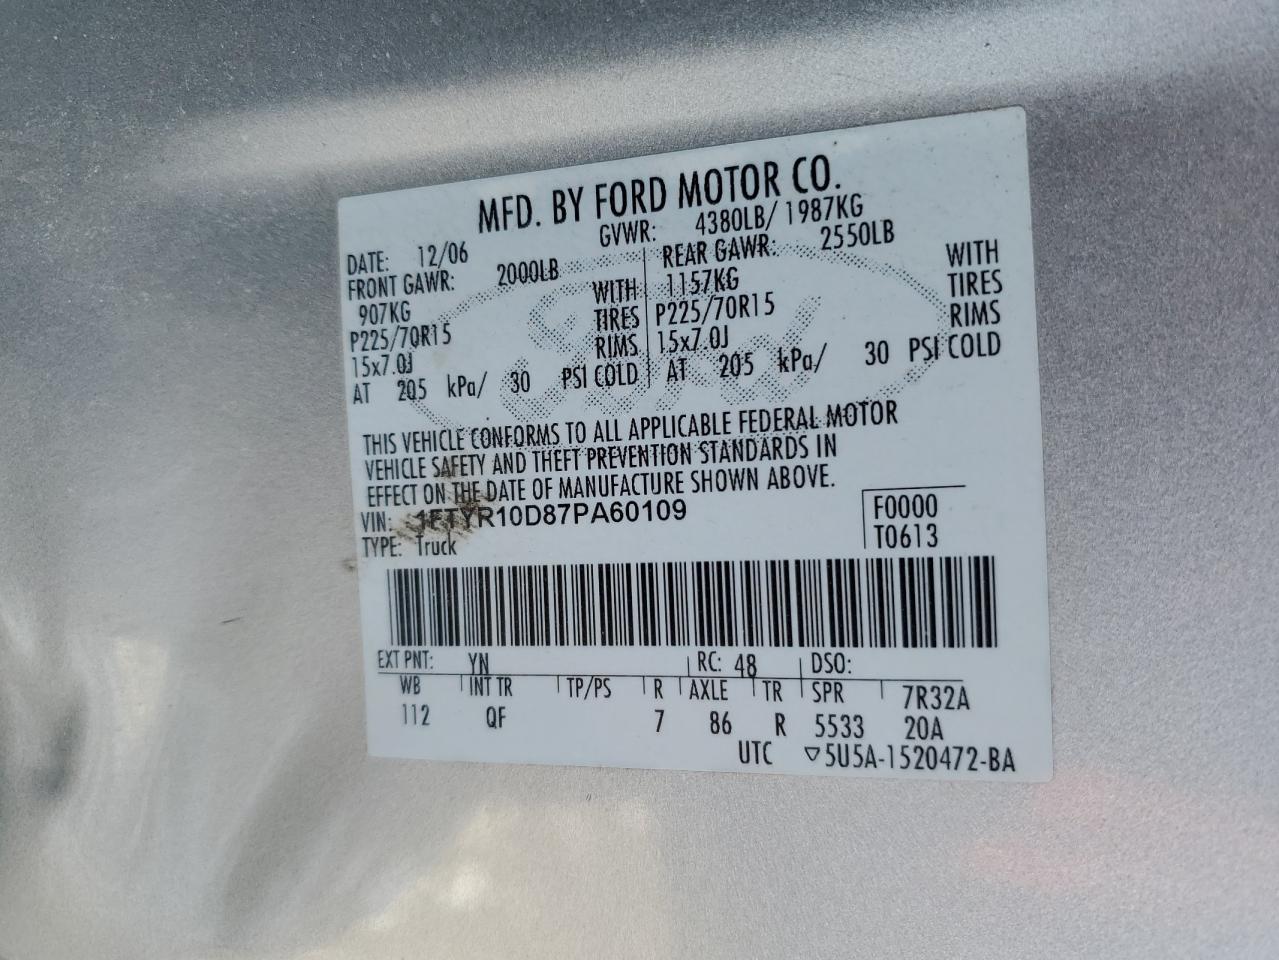 MFD. BY FORD MOTOR CO.
DATE: 12/06 GVWR: 4380LB/ 1987KG
FRONT GAWR: 2000LB
907KG WITH
P225/70R15 TIRES
15x7.0J RIMS
AT 205 kPa/ 30 PSI COLD
REAR GAWR: 2550LB
1157KG WITH
P225/70R15 TIRES
15x7.0J RIMS
AT 205 kPa/ 30 PSI COLD
Ford
THIS VEHICLE CONFORMS TO ALL APPLICABLE FEDERAL MOTOR
VEHICLE SAFETY AND THEFT PREVENTION STANDARDS IN
EFFECT ON THE DATE OF MANUFACTURE SHOWN ABOVE.
VIN: 1FTYR10D87PA60109
TYPE: Truck
F0000
T0613
EXT PNT: YN RC: 48 DSO:
WB INT TR TP/PS R AXLE TR SPR 7R32A
112 QF 7 86 R 5533 20A
UTC ▽5U5A-1520472-BA